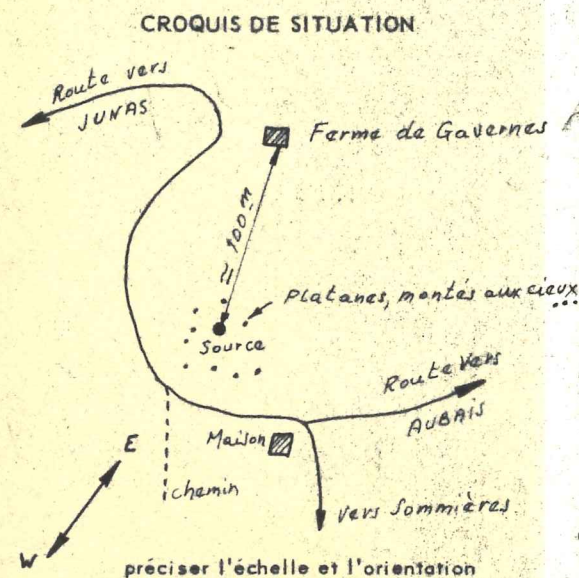 CROQUIS DE SITUATION
Route vers
JUNAS
Ferme de Gavernes
≃ 100 m
Platanes, montés aux cieux...
Source
Route vers
AUBAIS
Maison
E
chemin
vers Sommières
W
préciser l'échelle et l'orientation